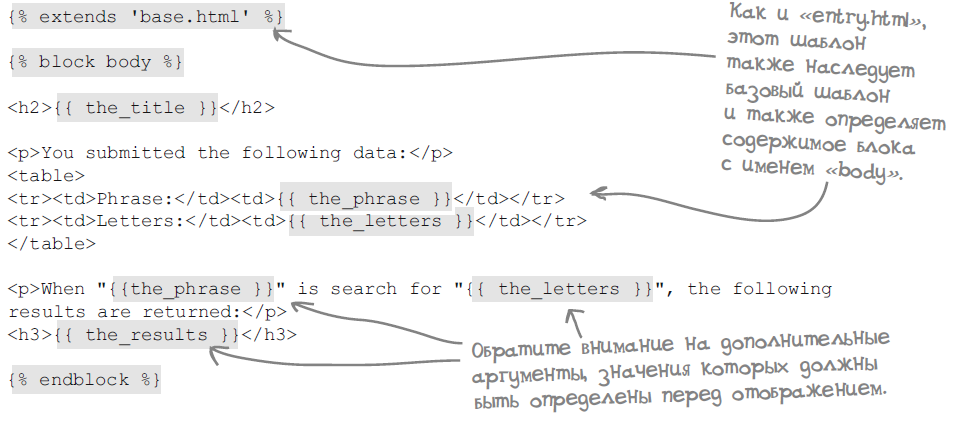 {% extends 'base.html' %}
{% block body %}
<h2>{{ the_title }}</h2>
<p>You submitted the following data:</p>
<table>
<tr><td>Phrase:</td><td>{{ the_phrase }}</td></tr>
<tr><td>Letters:</td><td>{{ the_letters }}</td></tr>
</table>
<p>When "{{the_phrase }}" is search for "{{ the_letters }}", the following
results are returned:</p>
<h3>{{ the_results }}</h3>
{% endblock %}
Как и «entry.html»,
этот шаблон
также наследует
базовый шаблон
и также определяет
содержимое блока
с именем «body».
Обратите внимание на дополнительные
аргументы, значения которых должны
быть определены перед отображением.